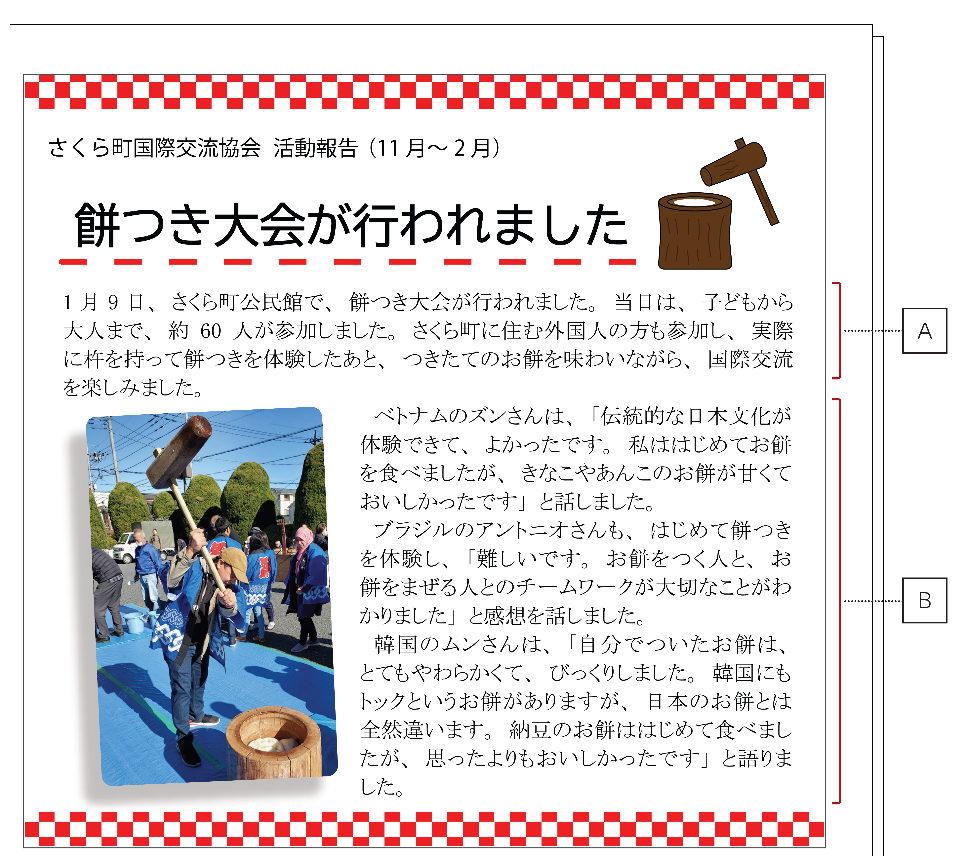 さくら町国際交流協会 活動報告（11月～2月）
餅つき大会が行われました
1月9日、さくら町公民館で、餅つき大会が行われました。当日は、子どもから
大人まで、約60人が参加しました。さくら町に住む外国人の方も参加し、実際
に杵を持って餅つきを体験したあと、つきたてのお餅を味わいながら、国際交流
を楽しみました。
A
ベトナムのズンさんは、「伝統的な日本文化が
体験できて、よかったです。私ははじめてお餅
を食べましたが、きなこやあんこのお餅が甘くて
おいしかったです」と話しました。
ブラジルのアントニオさんも、はじめて餅つき
を体験し、「難しいです。お餅をつく人と、お
餅をまぜる人とのチームワークが大切なことがわ
かりました」と感想を話しました。
韓国のムンさんは、「自分でついたお餅は、
とてもやわらかくて、びっくりしました。韓国にも
トックというお餅がありますが、日本のお餅とは
全然違います。納豆のお餅ははじめて食べまし
たが、思ったよりもおいしかったです」と語りま
した。
B